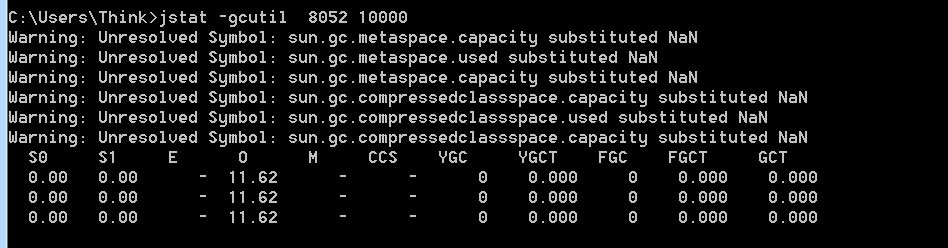 C:\Users\Think>jstat -gcutil  8052 10000
Warning: Unresolved Symbol: sun.gc.metaspace.capacity substituted NaN
Warning: Unresolved Symbol: sun.gc.metaspace.used substituted NaN
Warning: Unresolved Symbol: sun.gc.metaspace.capacity substituted NaN
Warning: Unresolved Symbol: sun.gc.compressedclassspace.capacity substituted NaN
Warning: Unresolved Symbol: sun.gc.compressedclassspace.used substituted NaN
Warning: Unresolved Symbol: sun.gc.compressedclassspace.capacity substituted NaN
  S0     S1     E      O      M     CCS    YGC     YGCT    FGC    FGCT     GCT
  0.00   0.00      -  11.62      -      -      0    0.000     0    0.000    0.000
  0.00   0.00      -  11.62      -      -      0    0.000     0    0.000    0.000
  0.00   0.00      -  11.62      -      -      0    0.000     0    0.000    0.000